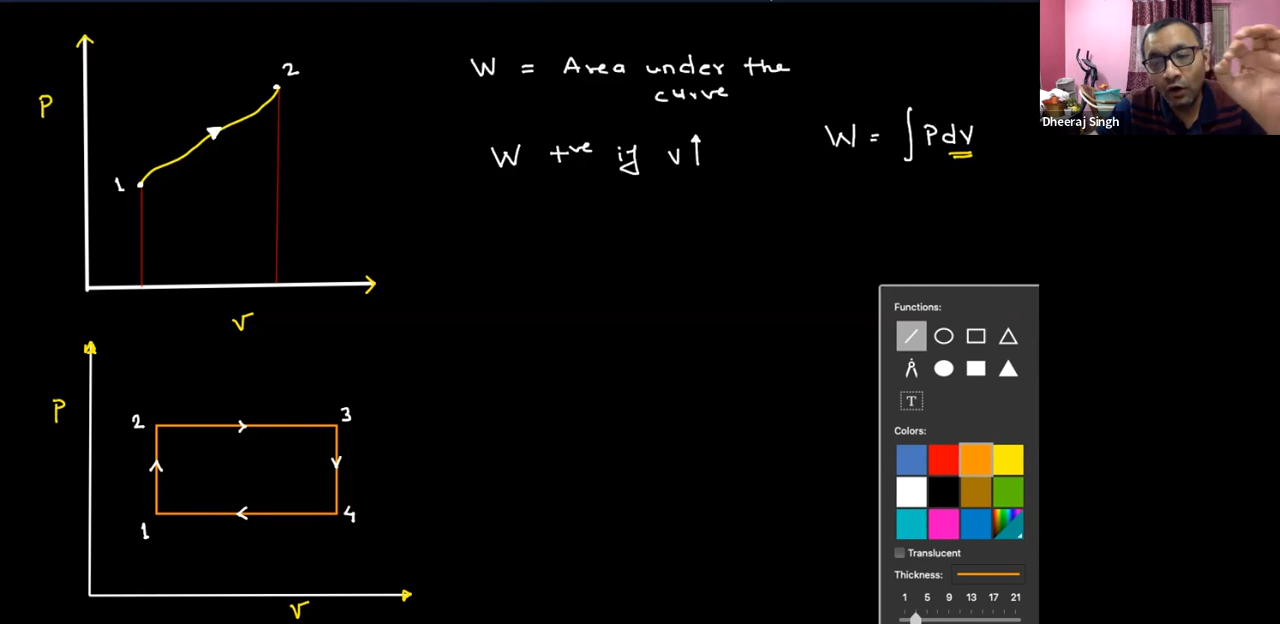 2
P
1
V
W = Area under the
curve
W +ve if v↑
W = ∫ P dv
Dheeraj Singh
P
2
3
1
4
V
Functions:
T
Colors:
Translucent
Thickness:
1 5 9 13 17 21